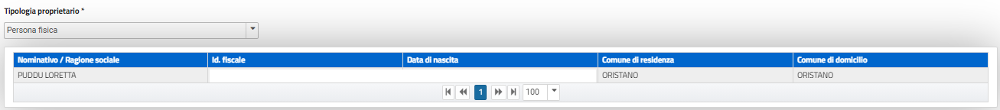 Tipologia proprietario *
Persona fisica
Nominativo / Ragione sociale Id. fiscale Data di nascita Comune di residenza Comune di domicilio
PUDDU LORETTA ORISTANO ORISTANO
1 100